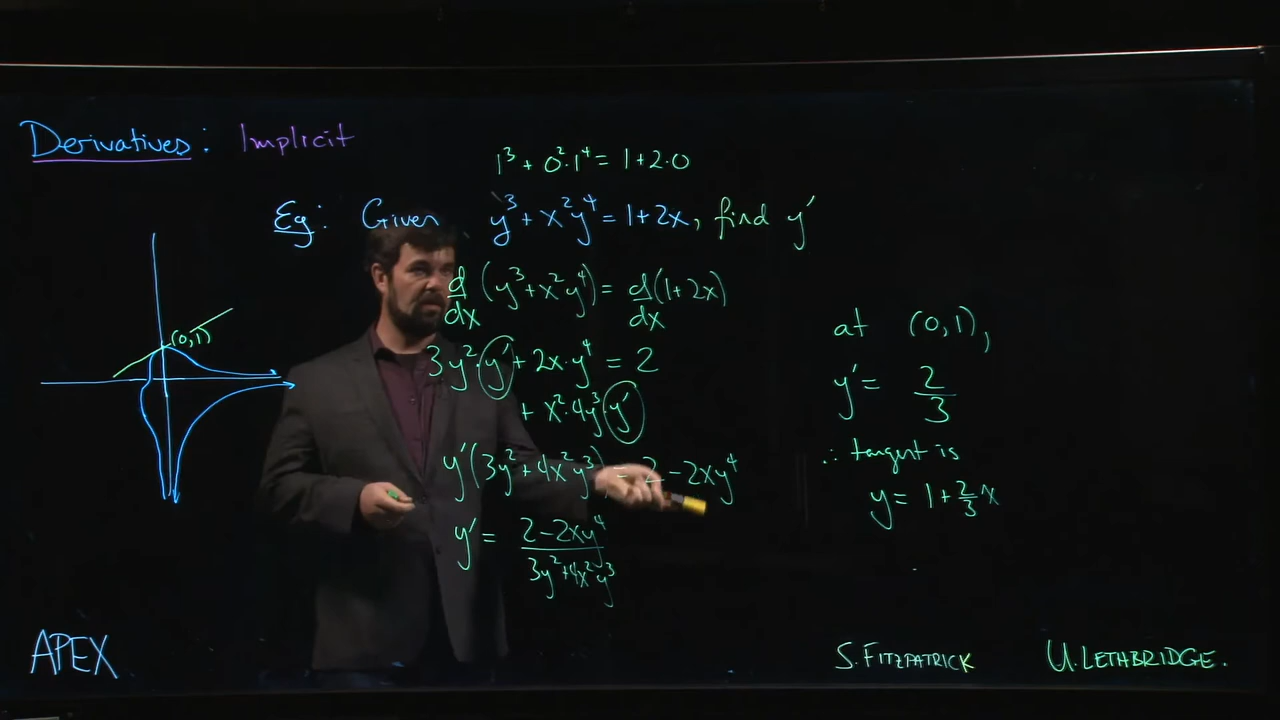 Derivatives: Implicit
1³ + 0²·1⁴ = 1+2·0
Eg: Given y³ + x²y⁴ = 1+2x, find y'
d/dx (y³+x²y⁴) = d/dx (1+2x)
3y²·y' + 2x·y⁴ = 2
+ x²·4y³·y'
y'(3y²+4x²y³) = 2 - 2xy⁴
y' = (2-2xy⁴)/(3y²+4x²y³)
(0,1)
at (0,1),
y' = 2/3
∴ tangent is
y = 1 + 2/3 x
APEX
S. FITZPATRICK
U. LETHBRIDGE.